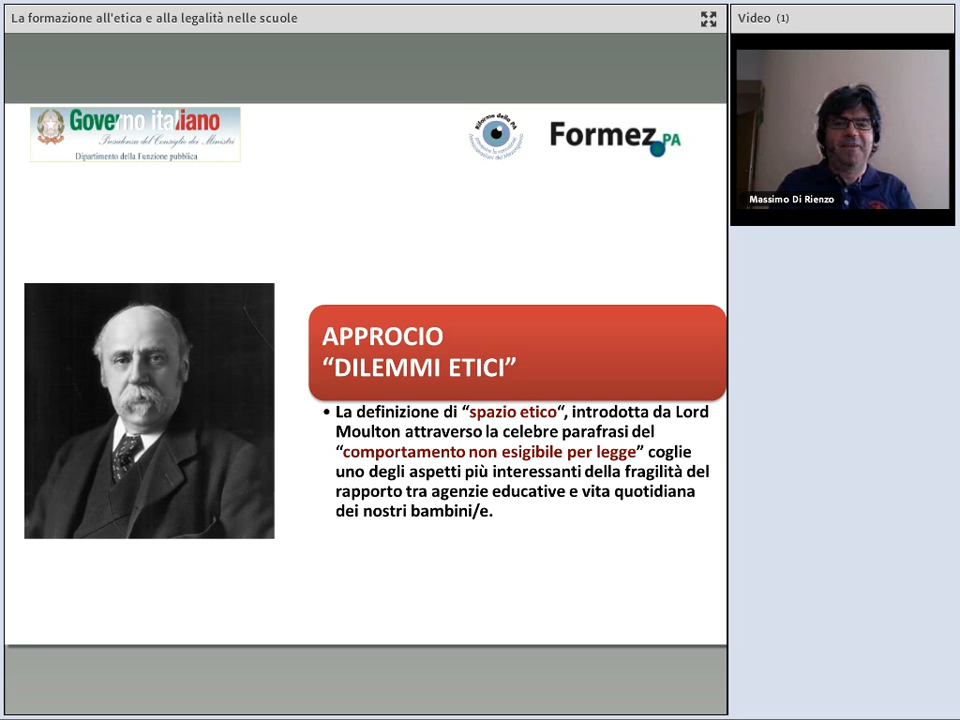 La formazione all'etica e alla legalità nelle scuole
Video (1)
Governo italiano
Presidenza del Consiglio dei Ministri
Dipartimento della Funzione pubblica
Riforme della PA
Formez PA
Massimo Di Rienzo
APPROCIO
“DILEMMI ETICI”
• La definizione di “spazio etico“, introdotta da Lord
Moulton attraverso la celebre parafrasi del
“comportamento non esigibile per legge” coglie
uno degli aspetti più interessanti della fragilità del
rapporto tra agenzie educative e vita quotidiana
dei nostri bambini/e.